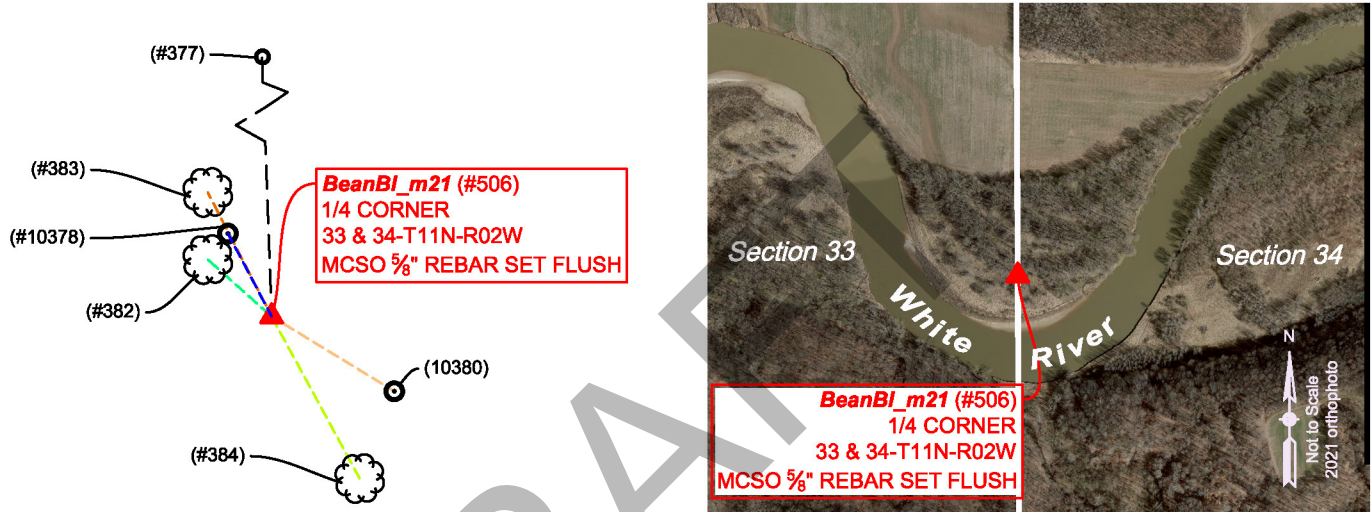 (#377)
(#383)
(#10378)
(#382)
BeanBl_m21 (#506)
1/4 CORNER
33 & 34-T11N-R02W
MCSO 5/8" REBAR SET FLUSH
(10380)
(#384)
Section 33
Section 34
White River
N
Not to Scale
2021 orthophoto
BeanBl_m21 (#506)
1/4 CORNER
33 & 34-T11N-R02W
MCSO 5/8" REBAR SET FLUSH